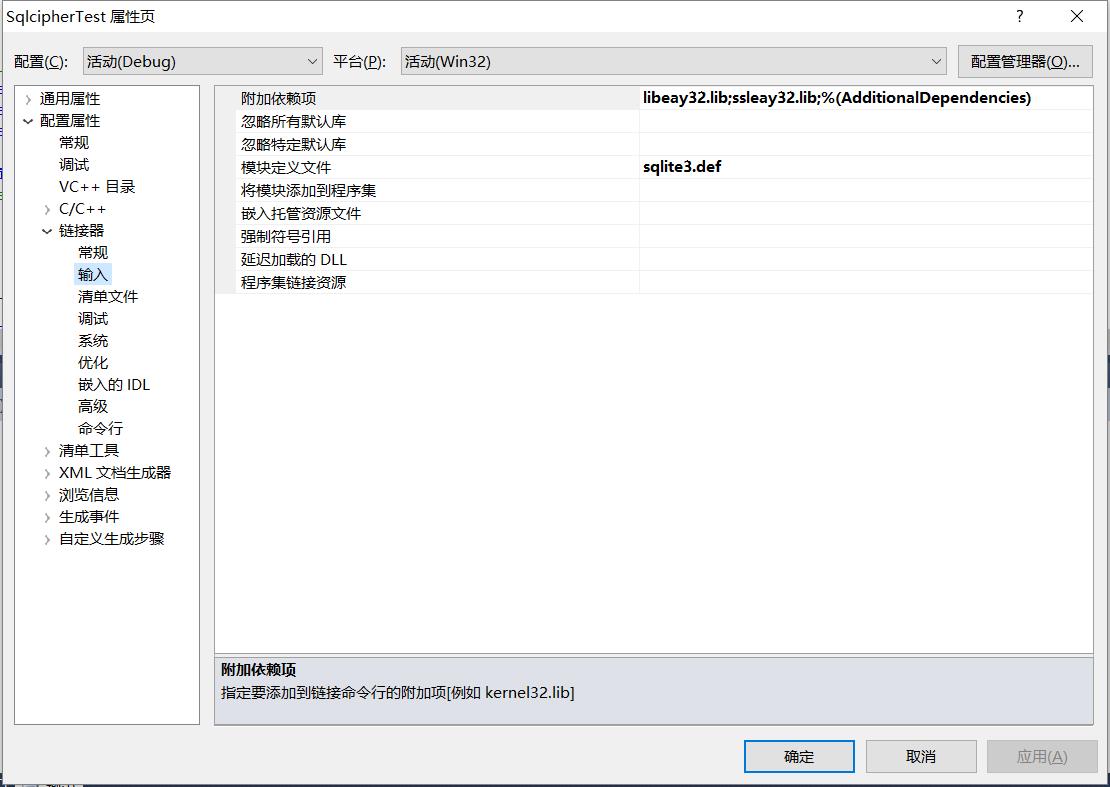 SqlcipherTest 属性页
配置(C): 活动(Debug) 平台(P): 活动(Win32) 配置管理器(O)...
通用属性
配置属性
常规
调试
VC++ 目录
C/C++
链接器
常规
输入
清单文件
调试
系统
优化
嵌入的 IDL
高级
命令行
清单工具
XML 文档生成器
浏览信息
生成事件
自定义生成步骤
附加依赖项 libeay32.lib;ssleay32.lib;%(AdditionalDependencies)
忽略所有默认库
忽略特定默认库
模块定义文件 sqlite3.def
将模块添加到程序集
嵌入托管资源文件
强制符号引用
延迟加载的 DLL
程序集链接资源
附加依赖项
指定要添加到链接命令行的附加项[例如 kernel32.lib]
确定 取消 应用(A)